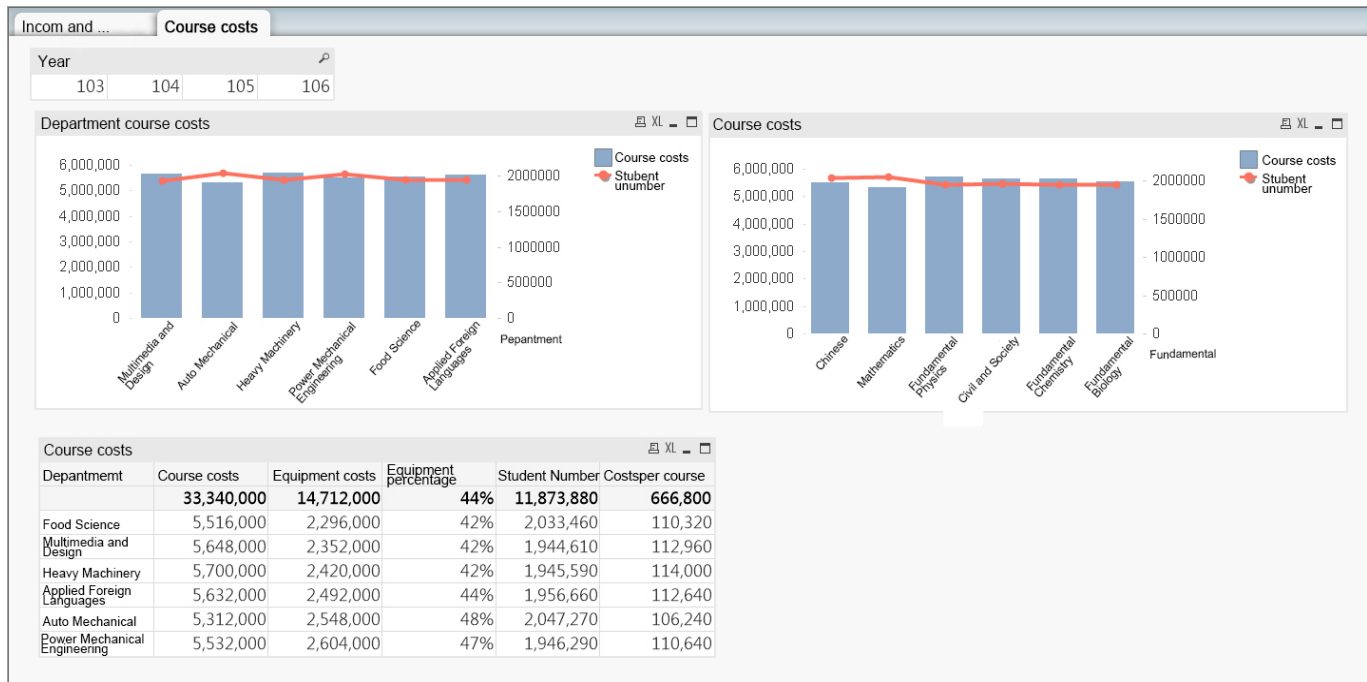 Incom and ...
Course costs
Year
103 104 105 106
Department course costs
XL
6,000,000
5,000,000
4,000,000
3,000,000
2,000,000
1,000,000
0
2000000
1500000
1000000
500000
0
Course costs
Stubent
unumber
Multimedia and
Design
Auto Mechanical
Heavy Machinery
Power Mechanical
Engineering
Food Science
Applied Foreign
Languages
Pepantment
Course costs
XL
6,000,000
5,000,000
4,000,000
3,000,000
2,000,000
1,000,000
0
2000000
1500000
1000000
500000
0
Course costs
Stubent
unumber
Chinese
Mathematics
Fundamental
Physics
Civil and Society
Fundamental
Chemistry
Fundamental
Biology
Fundamental
Course costs
XL
Departmemt Course costs Equipment costs Equipment percentage Student Number Costsper course
33,340,000 14,712,000 44% 11,873,880 666,800
Food Science 5,516,000 2,296,000 42% 2,033,460 110,320
Multimedia and Design 5,648,000 2,352,000 42% 1,944,610 112,960
Heavy Machinery 5,700,000 2,420,000 42% 1,945,590 114,000
Applied Foreign Languages 5,632,000 2,492,000 44% 1,956,660 112,640
Auto Mechanical 5,312,000 2,548,000 48% 2,047,270 106,240
Power Mechanical Engineering 5,532,000 2,604,000 47% 1,946,290 110,640